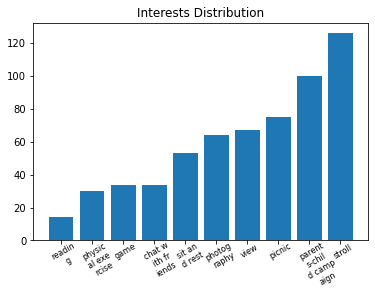 Interests Distribution
120
100
80
60
40
20
0
readin
g
physic
al exe
rcise
game
chat w
ith fr
iends
sit an
d rest
photog
raphy
view
picnic
parent
s-chil
d camp
aign
stroll